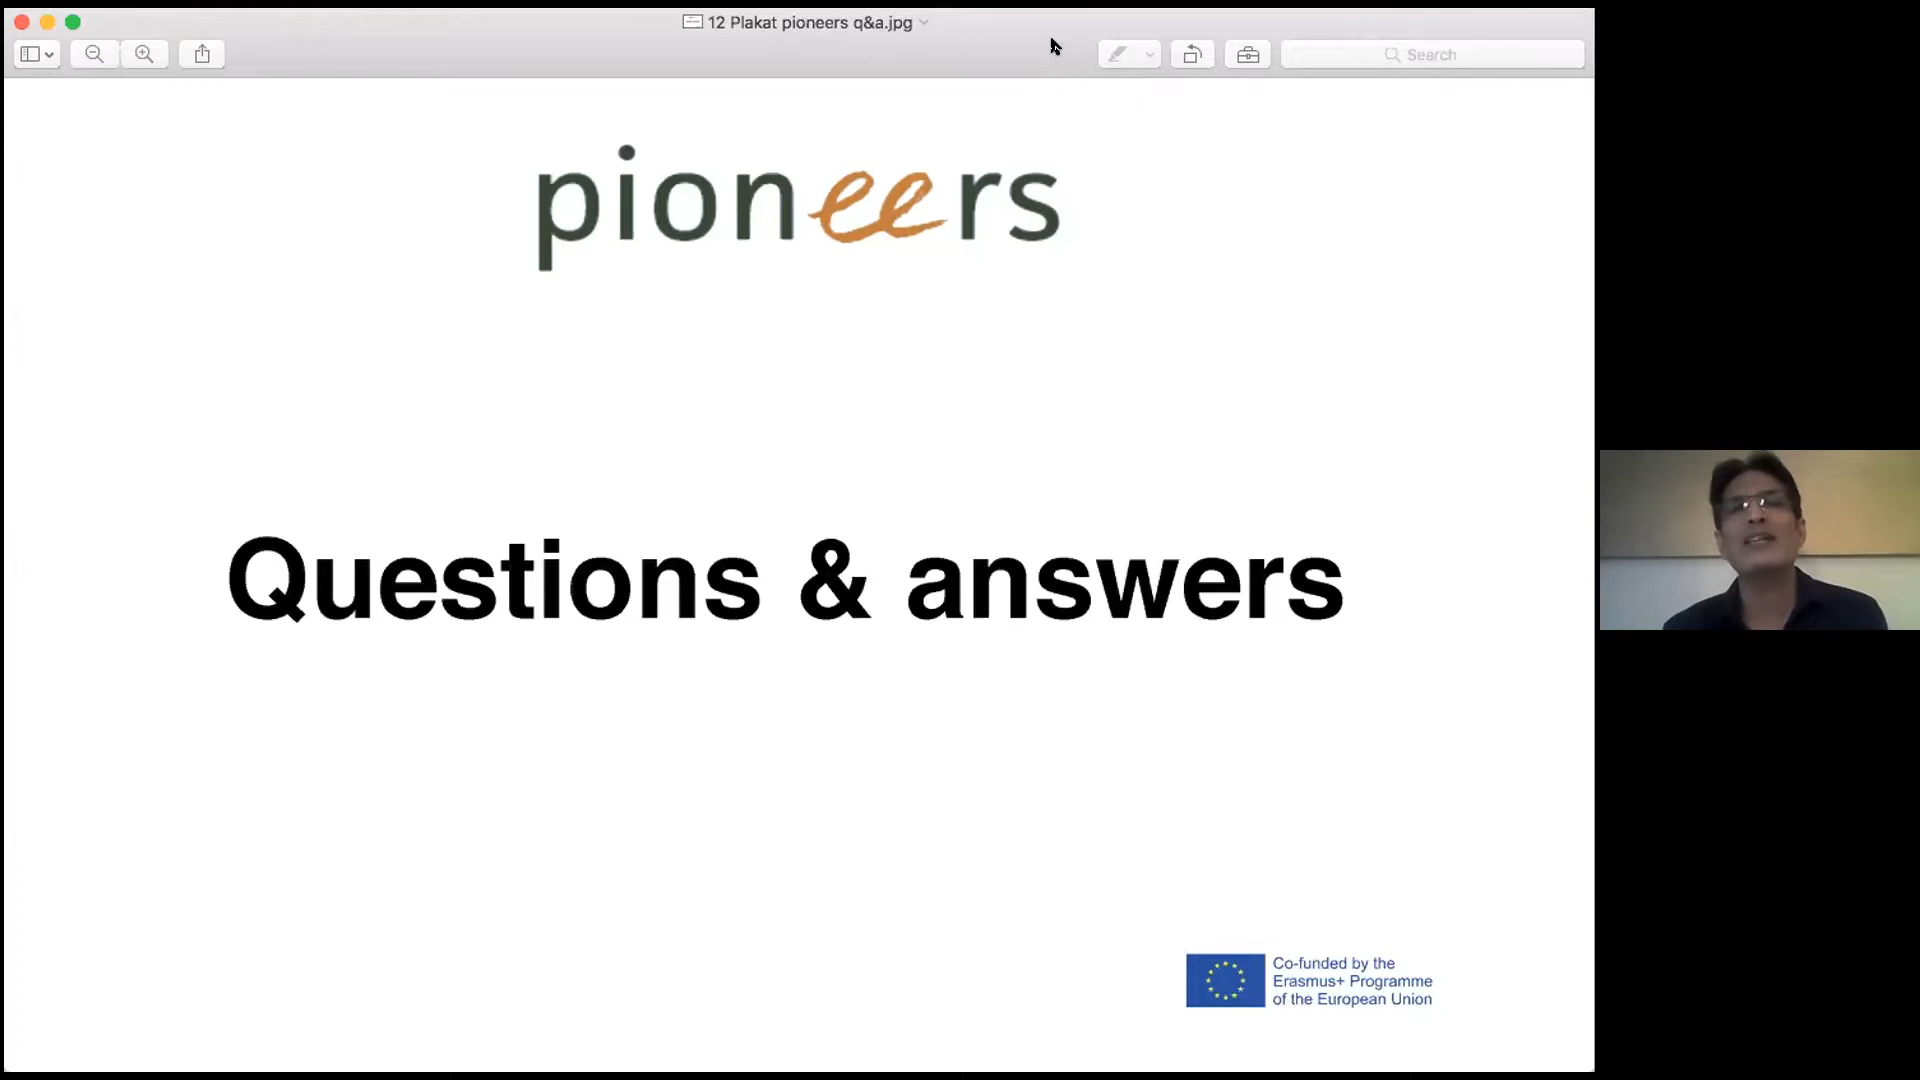 12 Plakat pioneers q&a.jpg
Search
pioneers
Questions & answers
Co-funded by the
Erasmus+ Programme
of the European Union